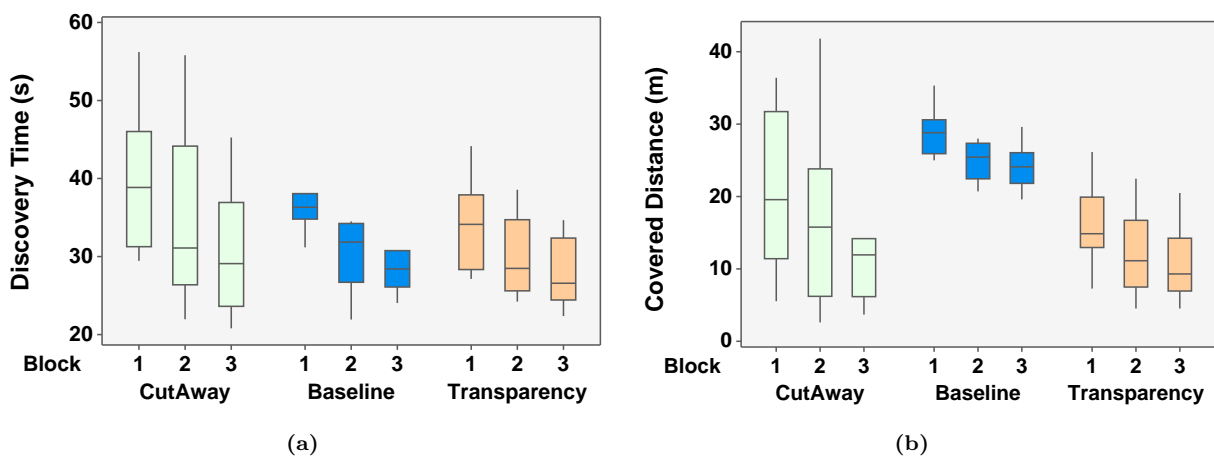 Discovery Time (s)
60
50
40
30
20
Block 1 2 3 1 2 3 1 2 3
CutAway Baseline Transparency
(a)
Covered Distance (m)
40
30
20
10
0
Block 1 2 3 1 2 3 1 2 3
CutAway Baseline Transparency
(b)